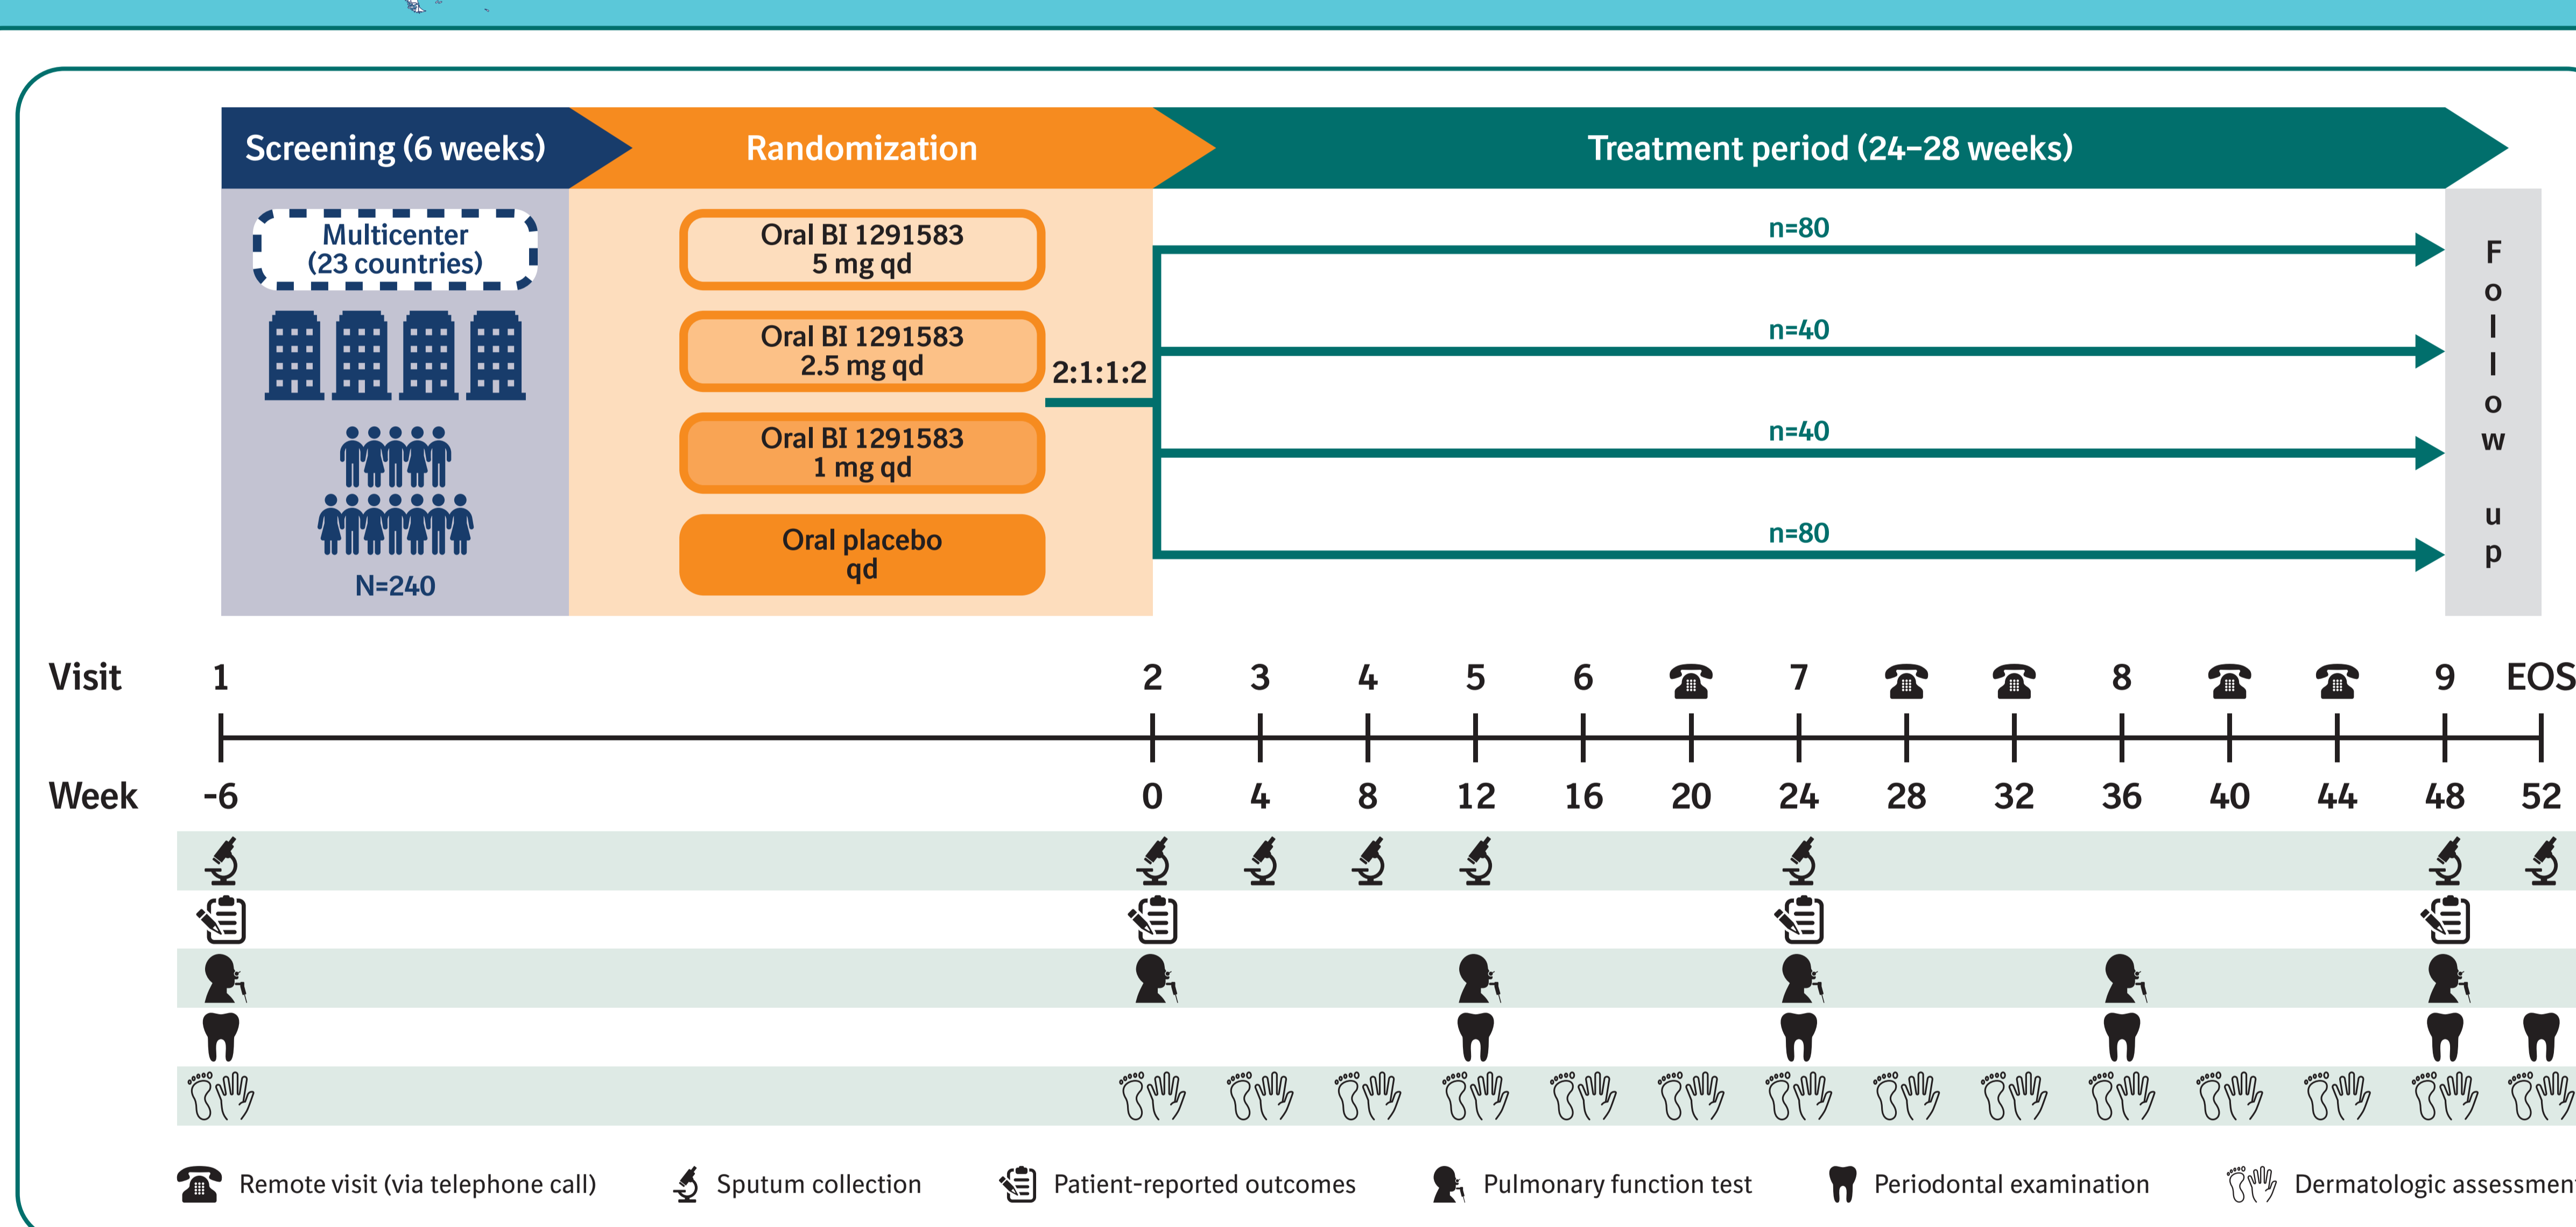 Screening (6 weeks)
Randomization
Treatment period (24–28 weeks)
Multicenter
(23 countries)
N=240
Oral BI 1291583
5 mg qd
Oral BI 1291583
2.5 mg qd
Oral BI 1291583
1 mg qd
Oral placebo
qd
2:1:1:2
n=80
n=40
n=40
n=80
Follow up
Visit 1 2 3 4 5 6 7 8 9 EOS
Week -6 0 4 8 12 16 20 24 28 32 36 40 44 48 52
Remote visit (via telephone call)
Sputum collection
Patient-reported outcomes
Pulmonary function test
Periodontal examination
Dermatologic assessment